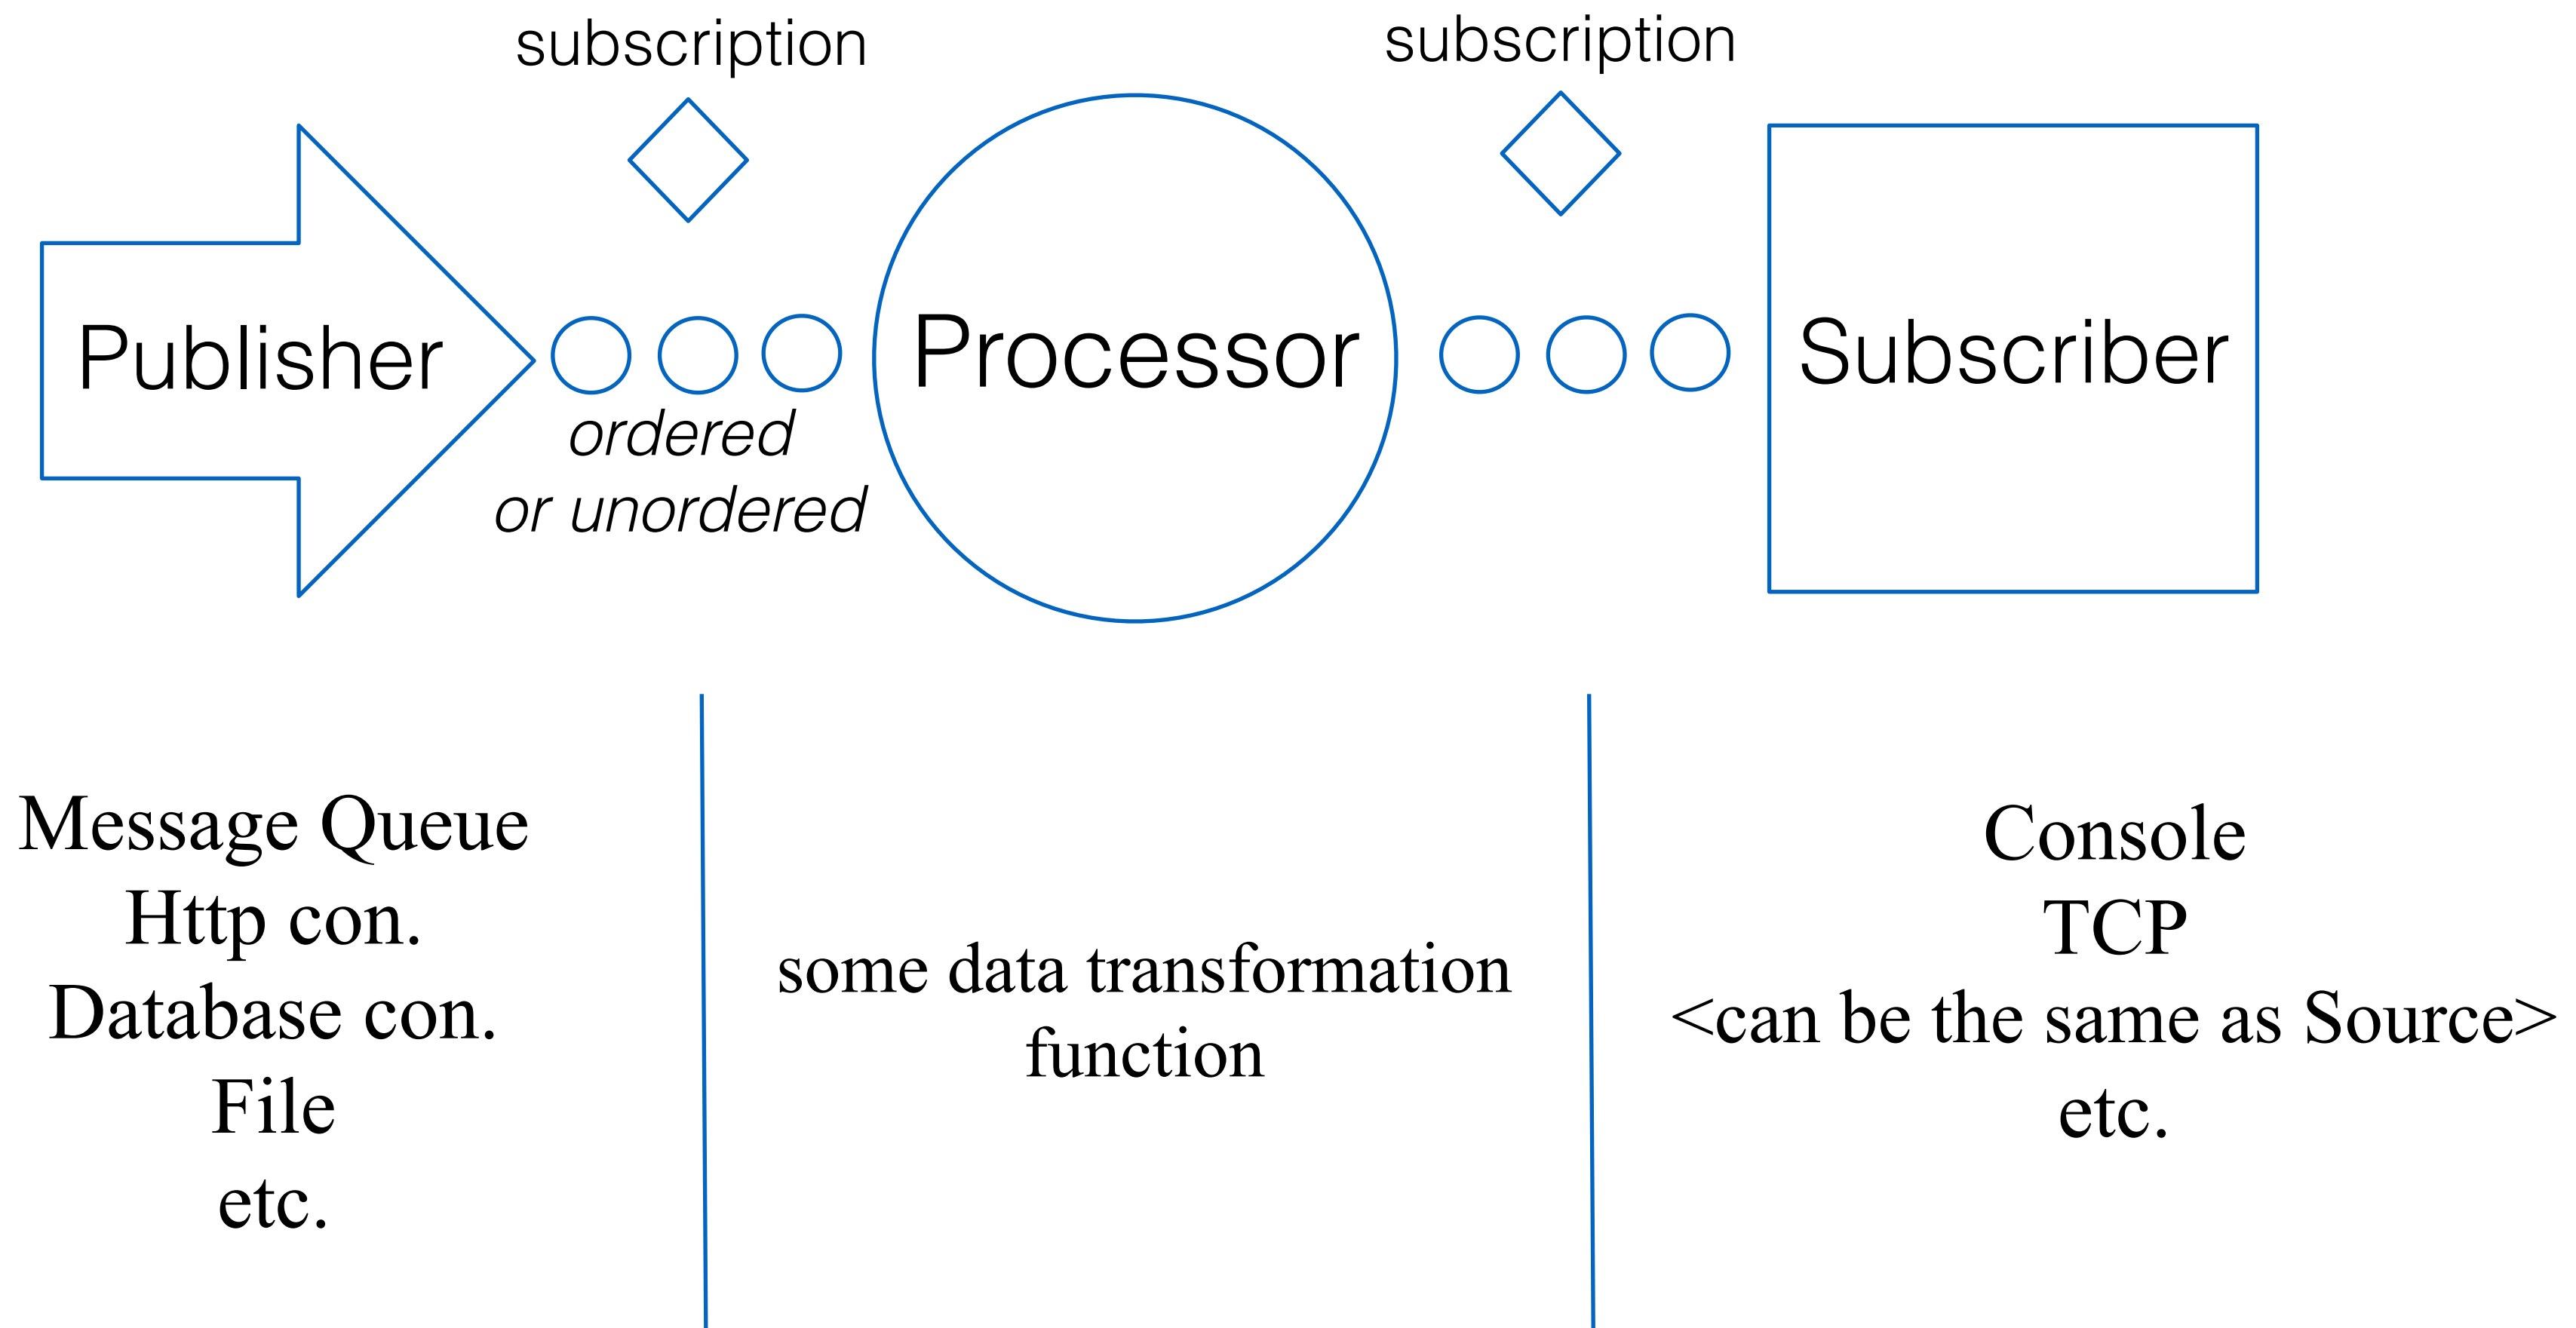 subscription
subscription
Publisher
ordered
or unordered
Processor
Subscriber
Message Queue
Http con.
Database con.
File
etc.
some data transformation
function
Console
TCP
<can be the same as Source>
etc.